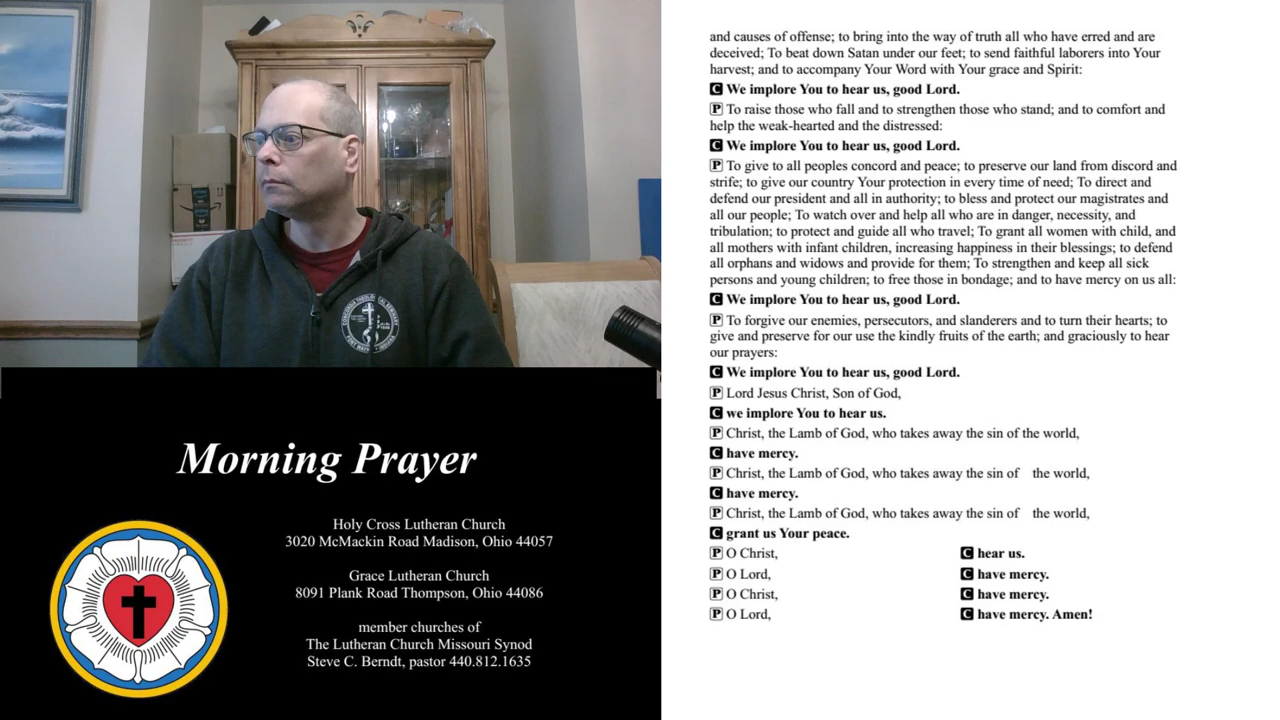 CONCORDIA THEOLOGICAL SEMINARY
FORT WAYNE, INDIANA
Morning Prayer
Holy Cross Lutheran Church
3020 McMackin Road Madison, Ohio 44057
Grace Lutheran Church
8091 Plank Road Thompson, Ohio 44086
member churches of
The Lutheran Church Missouri Synod
Steve C. Berndt, pastor 440.812.1635
and causes of offense; to bring into the way of truth all who have erred and are
deceived; To beat down Satan under our feet; to send faithful laborers into Your
harvest; and to accompany Your Word with Your grace and Spirit:
C We implore You to hear us, good Lord.
P To raise those who fall and to strengthen those who stand; and to comfort and
help the weak-hearted and the distressed:
C We implore You to hear us, good Lord.
P To give to all peoples concord and peace; to preserve our land from discord and
strife; to give our country Your protection in every time of need; To direct and
defend our president and all in authority; to bless and protect our magistrates and
all our people; To watch over and help all who are in danger, necessity, and
tribulation; to protect and guide all who travel; To grant all women with child, and
all mothers with infant children, increasing happiness in their blessings; to defend
all orphans and widows and provide for them; To strengthen and keep all sick
persons and young children; to free those in bondage; and to have mercy on us all:
C We implore You to hear us, good Lord.
P To forgive our enemies, persecutors, and slanderers and to turn their hearts; to
give and preserve for our use the kindly fruits of the earth; and graciously to hear
our prayers:
C We implore You to hear us, good Lord.
P Lord Jesus Christ, Son of God,
C we implore You to hear us.
P Christ, the Lamb of God, who takes away the sin of the world,
C have mercy.
P Christ, the Lamb of God, who takes away the sin of the world,
C have mercy.
P Christ, the Lamb of God, who takes away the sin of the world,
C grant us Your peace.
P O Christ, C hear us.
P O Lord, C have mercy.
P O Christ, C have mercy.
P O Lord, C have mercy. Amen!